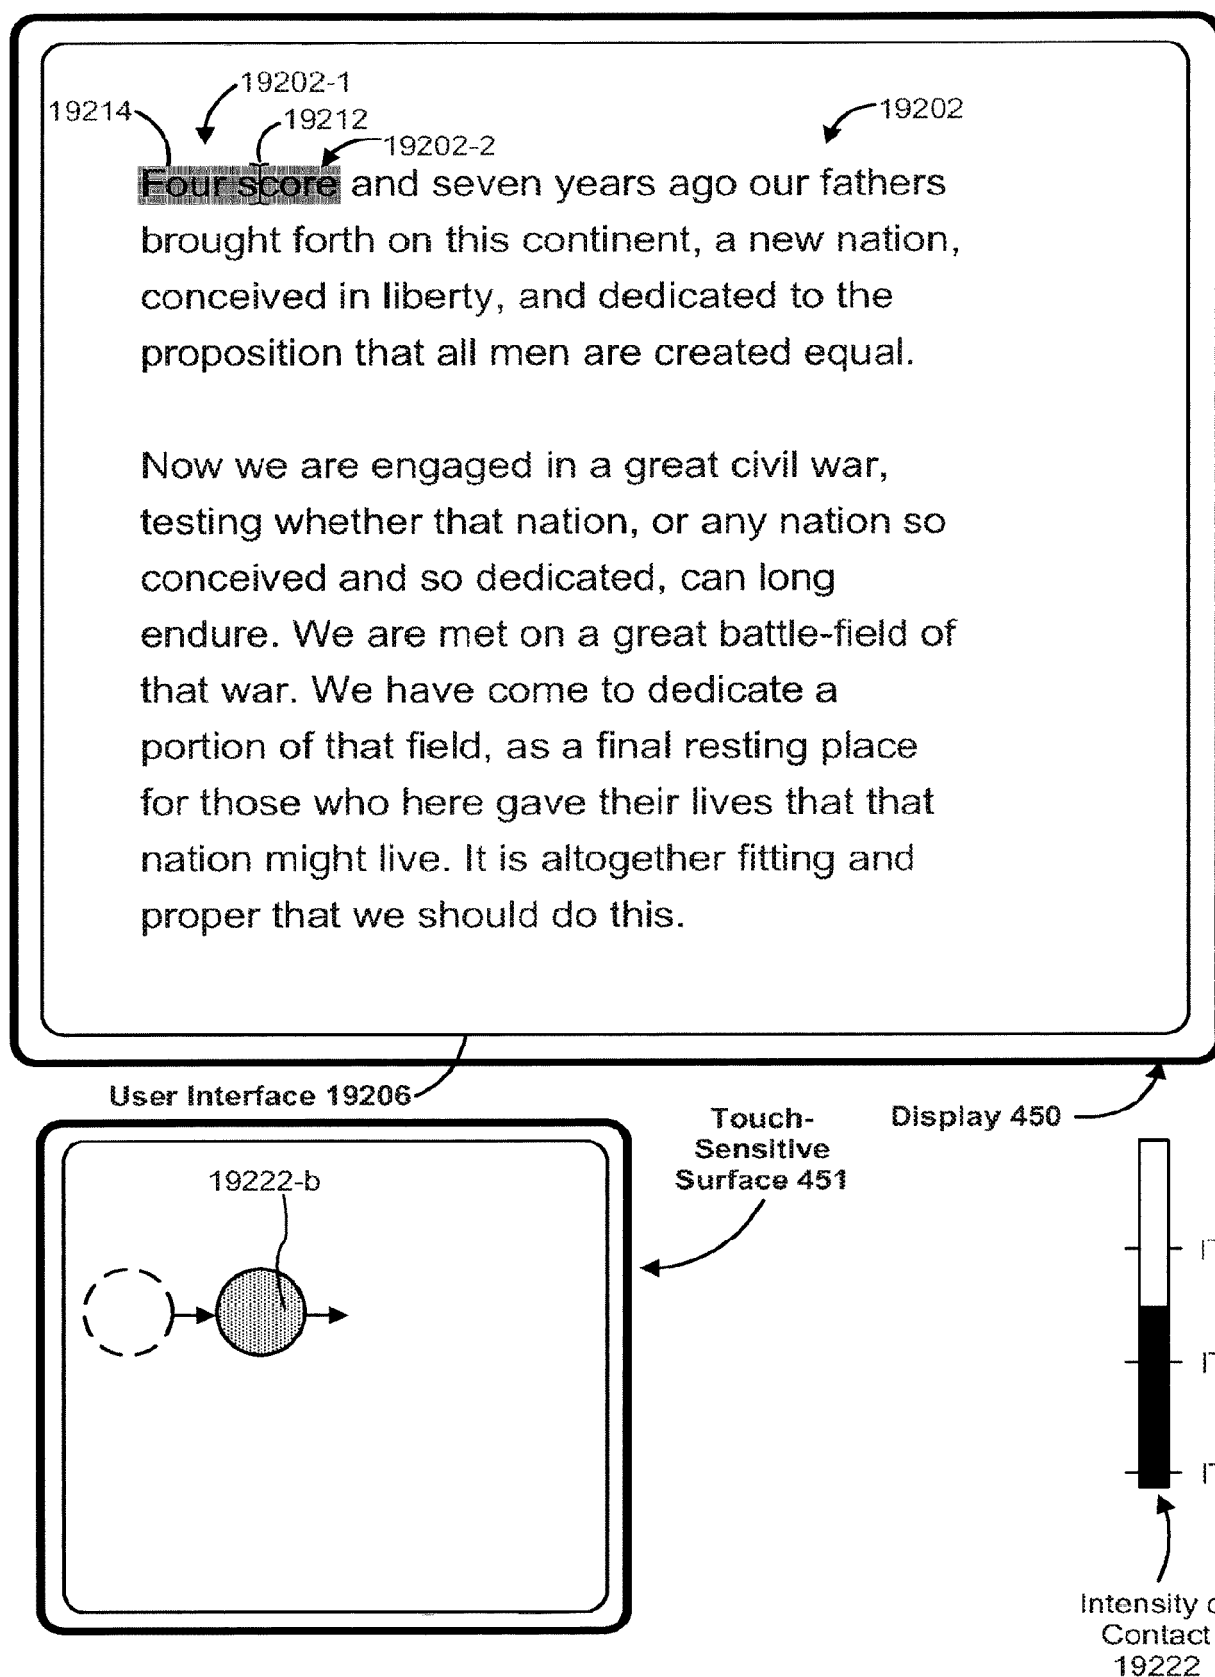 19202-1
19214
19212
19202
19202-2
Four score and seven years ago our fathers
brought forth on this continent, a new nation,
conceived in liberty, and dedicated to the
proposition that all men are created equal.
Now we are engaged in a great civil war,
testing whether that nation, or any nation so
conceived and so dedicated, can long
endure. We are met on a great battle-field of
that war. We have come to dedicate a
portion of that field, as a final resting place
for those who here gave their lives that that
nation might live. It is altogether fitting and
proper that we should do this.
User Interface 19206
Display 450
Touch-
Sensitive
Surface 451
19222-b
Intensity
Contact
19222